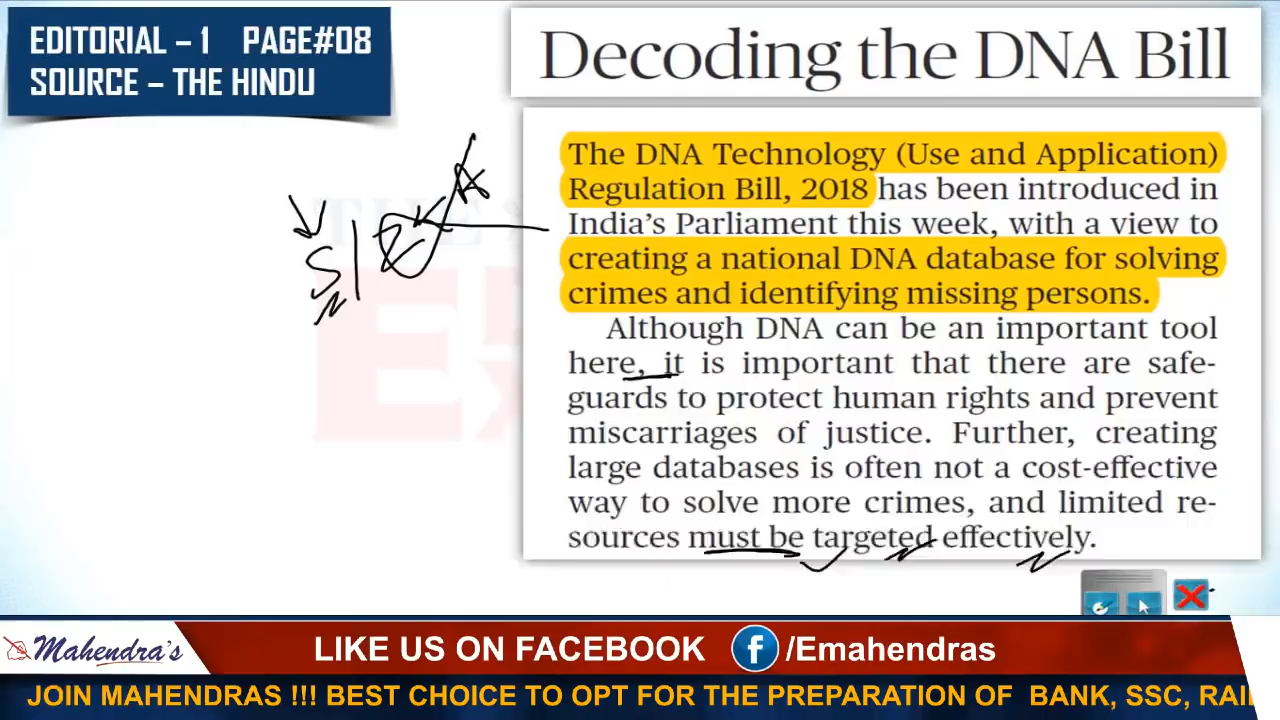 EDITORIAL – 1 PAGE#08
SOURCE – THE HINDU
Decoding the DNA Bill
The DNA Technology (Use and Application)
Regulation Bill, 2018 has been introduced in
India's Parliament this week, with a view to
creating a national DNA database for solving
crimes and identifying missing persons.
Although DNA can be an important tool
here, it is important that there are safe-
guards to protect human rights and prevent
miscarriages of justice. Further, creating
large databases is often not a cost-effective
way to solve more crimes, and limited re-
sources must be targeted effectively.
Mahendra's
LIKE US ON FACEBOOK f /Emahendras
JOIN MAHENDRAS !!! BEST CHOICE TO OPT FOR THE PREPARATION OF BANK, SSC, RAI